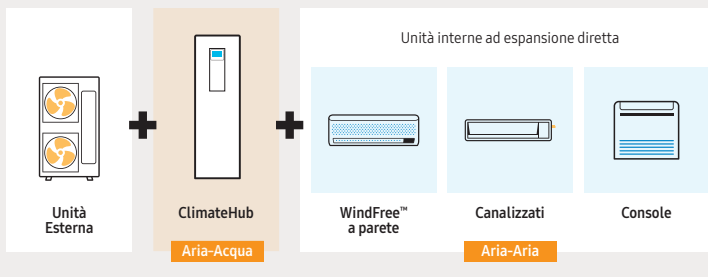 Unità interne ad espansione diretta
Unità
Esterna
ClimateHub
WindFree™
a parete
Canalizzati
Console
Aria-Acqua
Aria-Aria